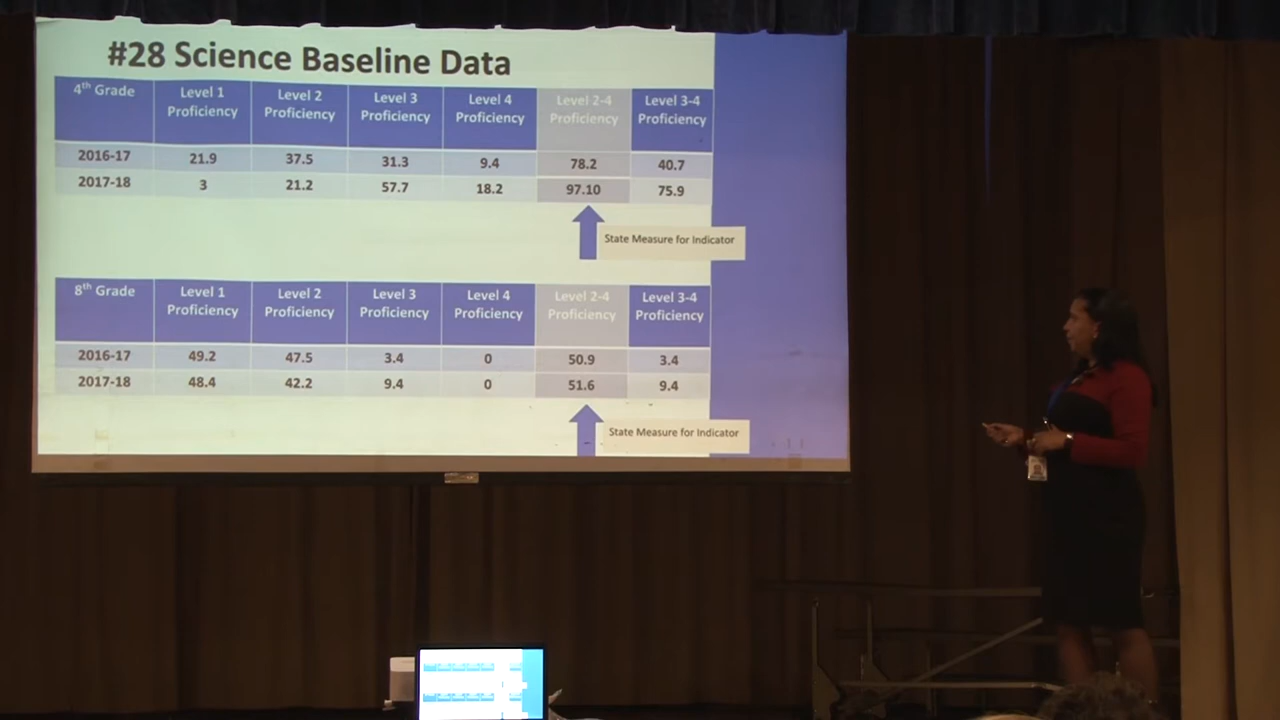 #28 Science Baseline Data
4th Grade Level 1 Proficiency Level 2 Proficiency Level 3 Proficiency Level 4 Proficiency Level 2-4 Proficiency Level 3-4 Proficiency
2016-17 21.9 37.5 31.3 9.4 78.2 40.7
2017-18 3 21.2 57.7 18.2 97.10 75.9
State Measure for Indicator
8th Grade Level 1 Proficiency Level 2 Proficiency Level 3 Proficiency Level 4 Proficiency Level 2-4 Proficiency Level 3-4 Proficiency
2016-17 49.2 47.5 3.4 0 50.9 3.4
2017-18 48.4 42.2 9.4 0 51.6 9.4
State Measure for Indicator